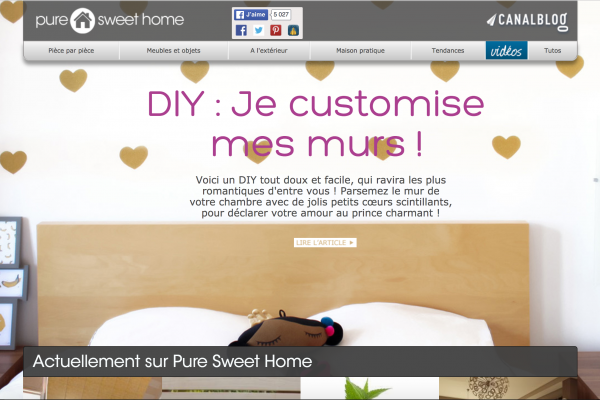 pure sweet home
J'aime 5 027
CANALBLOG
Pièce par pièce Meubles et objets A l'extérieur Maison pratique Tendances vidéos Tutos
DIY : Je customise
mes murs !
Voici un DIY tout doux et facile, qui ravira les plus
romantiques d'entre vous ! Parsemez le mur de
votre chambre avec de jolis petits cœurs scintillants,
pour déclarer votre amour au prince charmant !
LIRE L'ARTICLE
Actuellement sur Pure Sweet Home